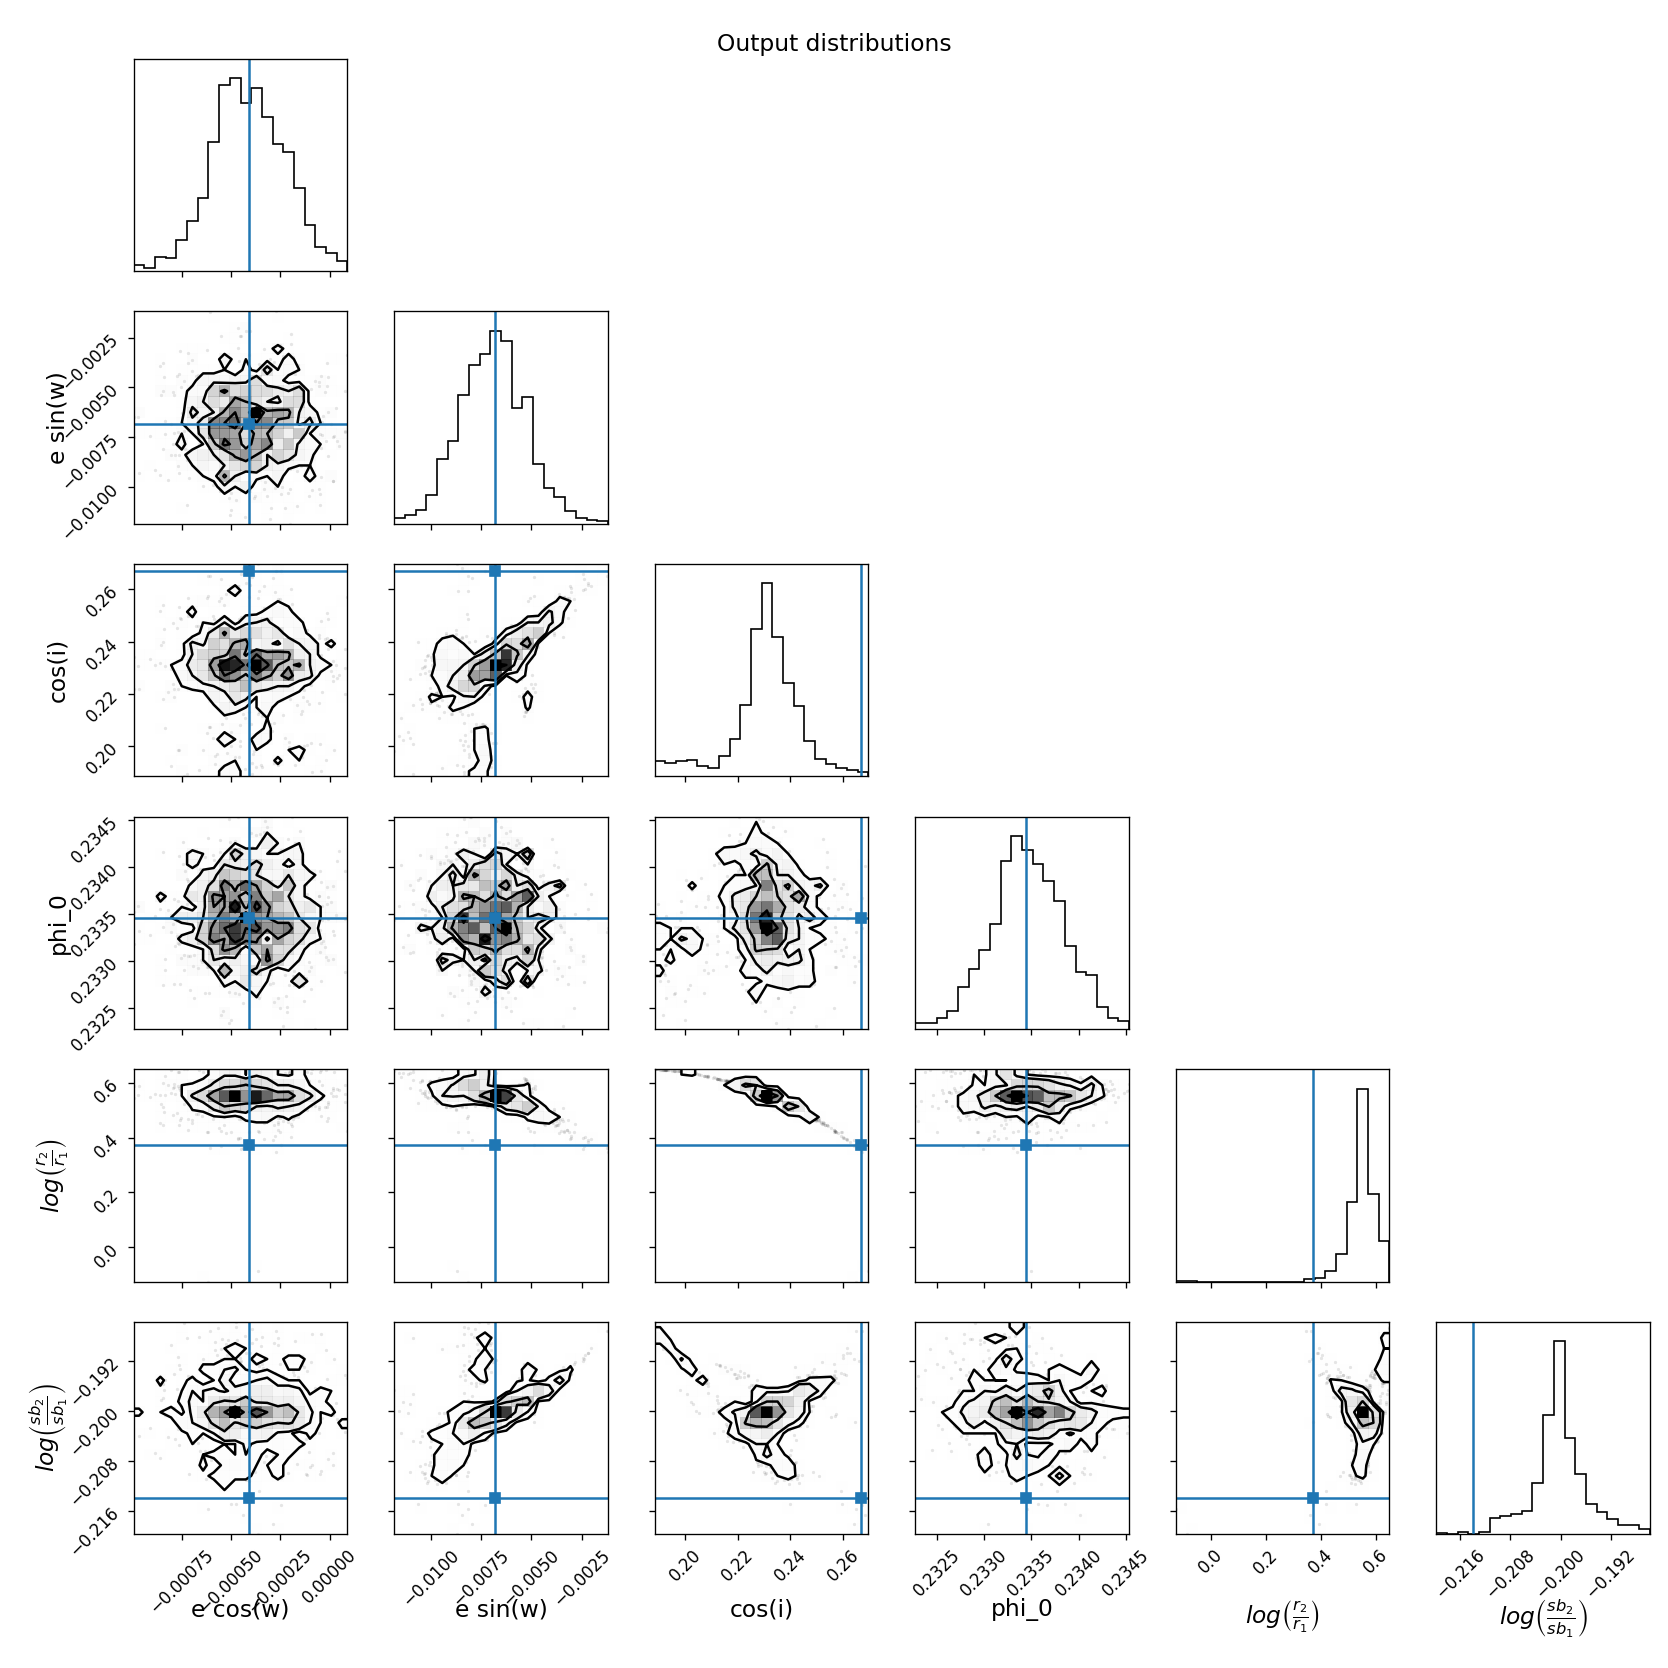 Output distributions
e sin(w)
−0.0025
−0.0050
−0.0075
−0.0100
cos(i)
0.26
0.24
0.22
0.20
phi_0
0.2345
0.2340
0.2335
0.2330
0.2325
log(r2/r1)
0.6
0.4
0.2
0.0
log(sb2/sb1)
−0.192
−0.200
−0.208
−0.216
−0.00075 −0.00050 −0.00025 0.00000
−0.0100 −0.0075 −0.0050 −0.0025
0.20 0.22 0.24 0.26
0.2325 0.2330 0.2335 0.2340 0.2345
0.0 0.2 0.4 0.6
−0.216 −0.208 −0.200 −0.192
e cos(w)
e sin(w)
cos(i)
phi_0
log(r2/r1)
log(sb2/sb1)